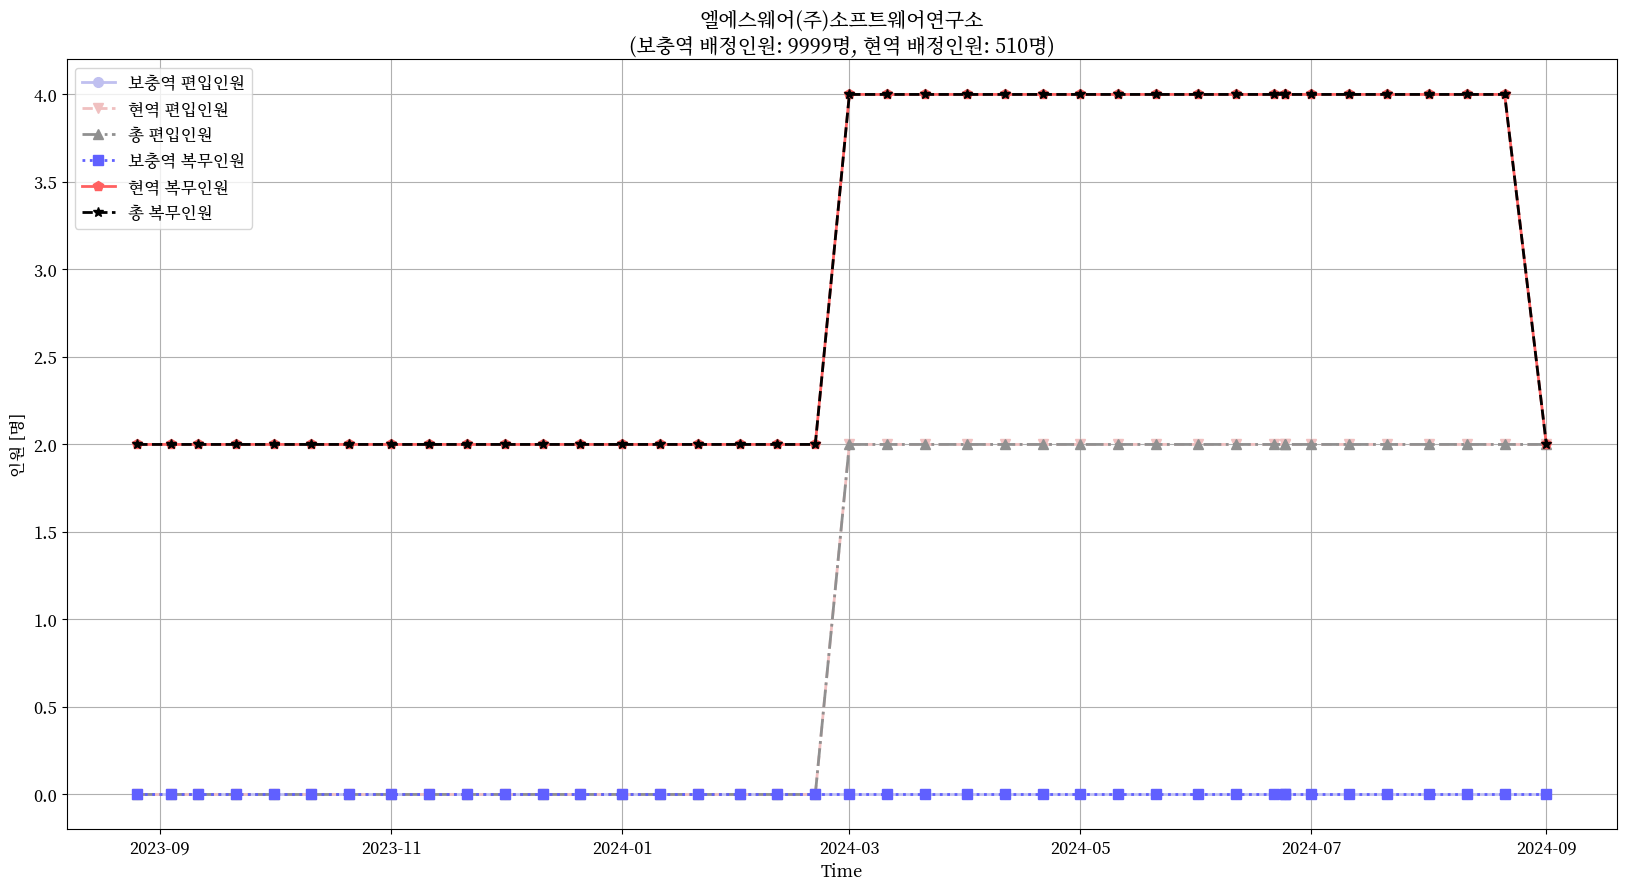 엘에스웨어(주)소프트웨어연구소
(보충역 배정인원: 9999명, 현역 배정인원: 510명)
보충역 편입인원
현역 편입인원
총 편입인원
보충역 복무인원
현역 복무인원
총 복무인원
4.0
3.5
3.0
2.5
2.0
1.5
1.0
0.5
0.0
인원 [명]
2023-09
2023-11
2024-01
2024-03
2024-05
2024-07
2024-09
Time